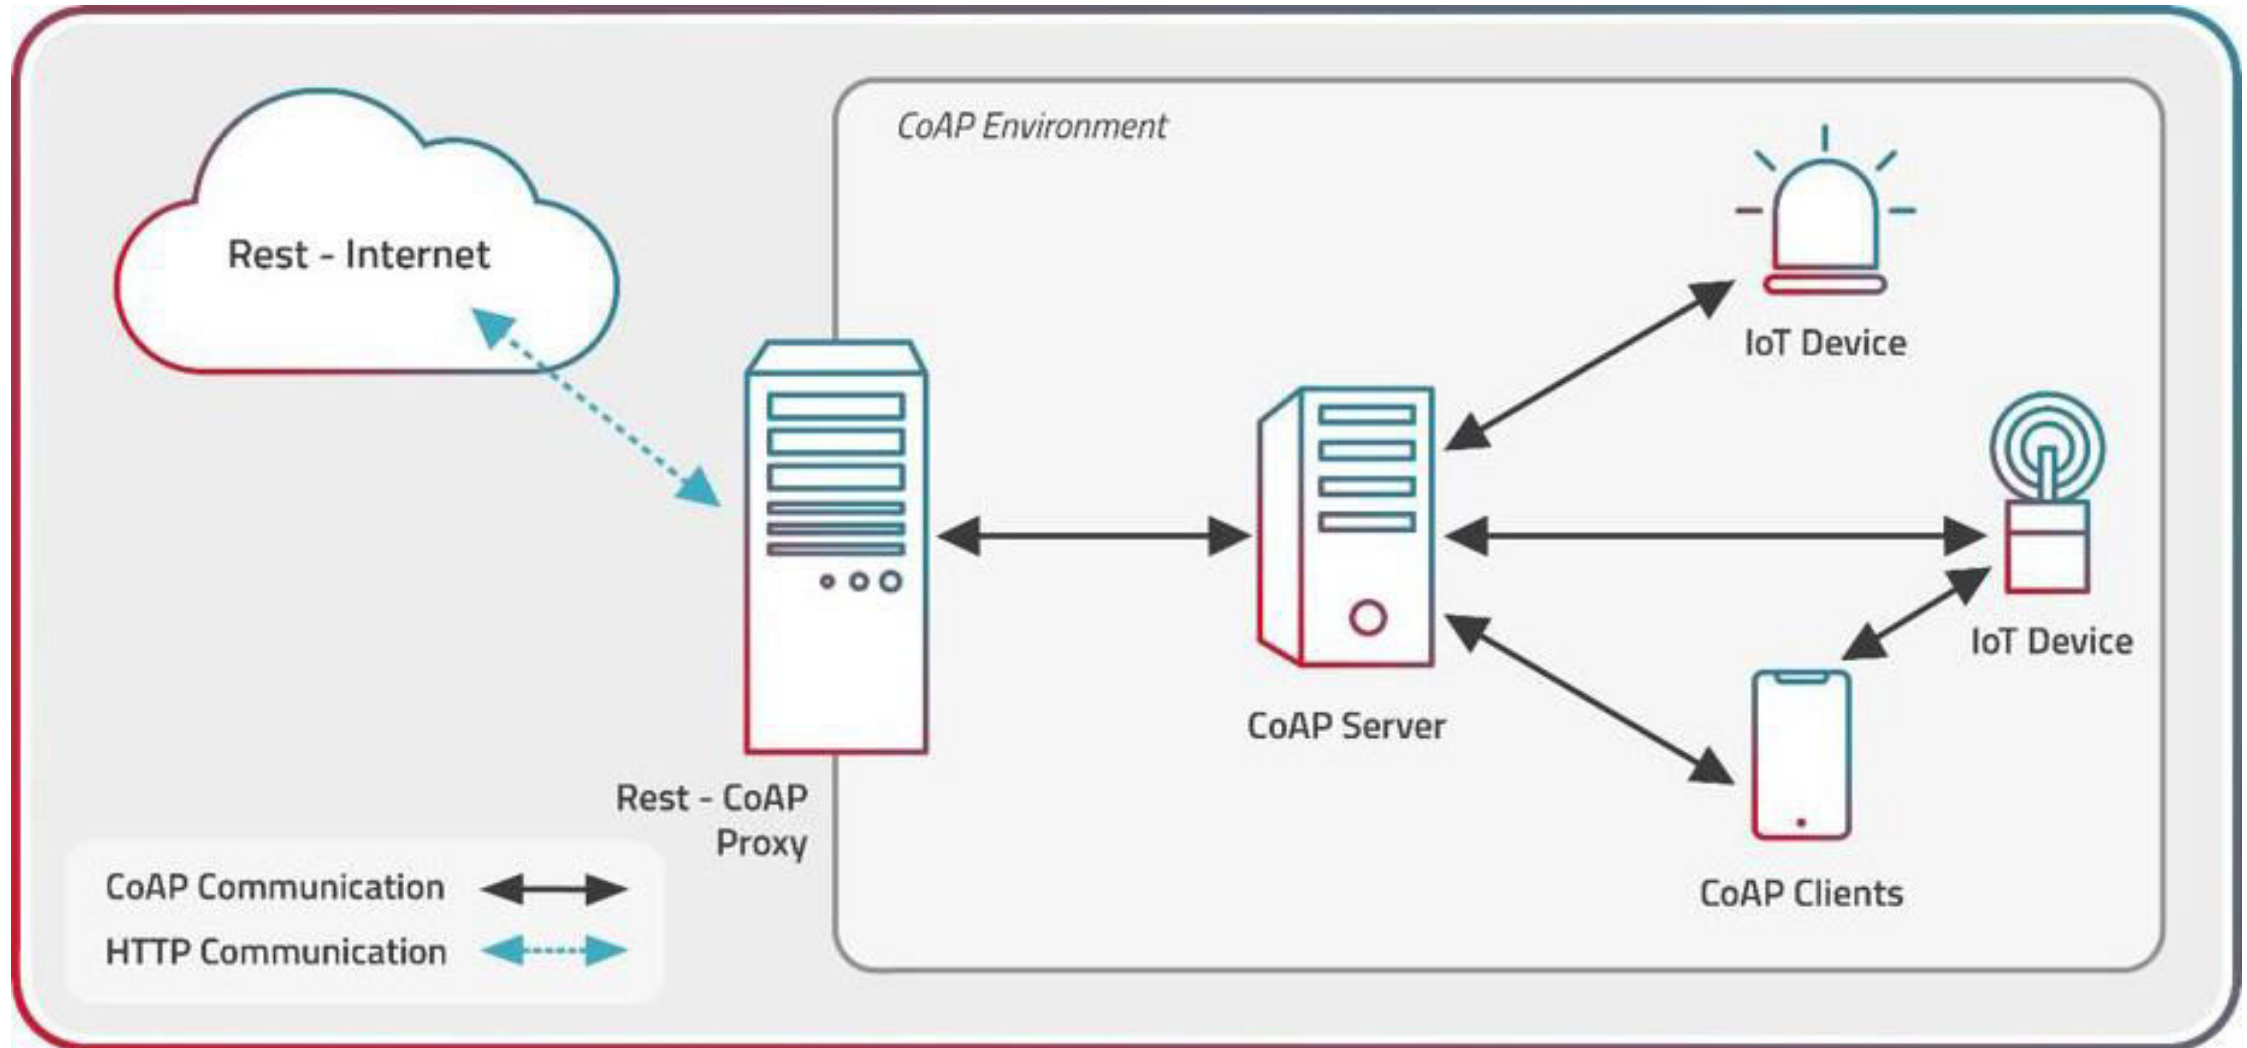 CoAP Environment
Rest - Internet
IoT Device
IoT Device
CoAP Server
Rest - CoAP
Proxy
CoAP Clients
CoAP Communication
HTTP Communication